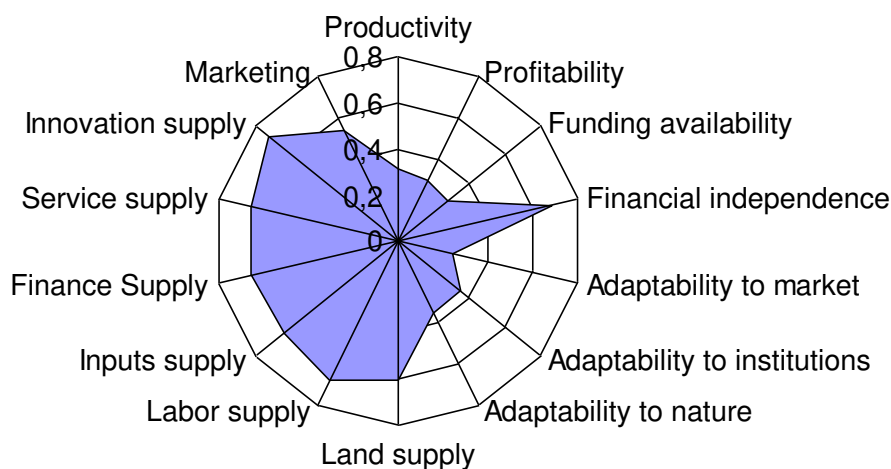 Productivity
0,8
Marketing
Profitability
0,6
Innovation supply
Funding availability
0,4
Service supply
0,2
Financial independence
0
Finance Supply
Adaptability to market
Inputs supply
Adaptability to institutions
Labor supply
Adaptability to nature
Land supply